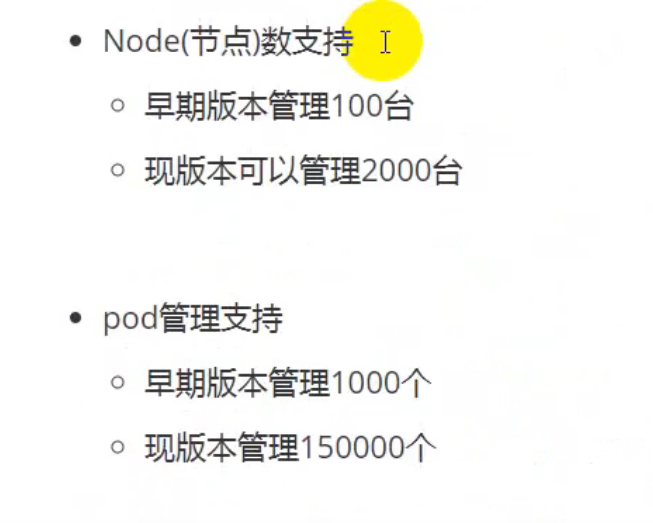 Node(节点)数支持
早期版本管理100台
现版本可以管理2000台
pod管理支持
早期版本管理1000个
现版本管理150000个